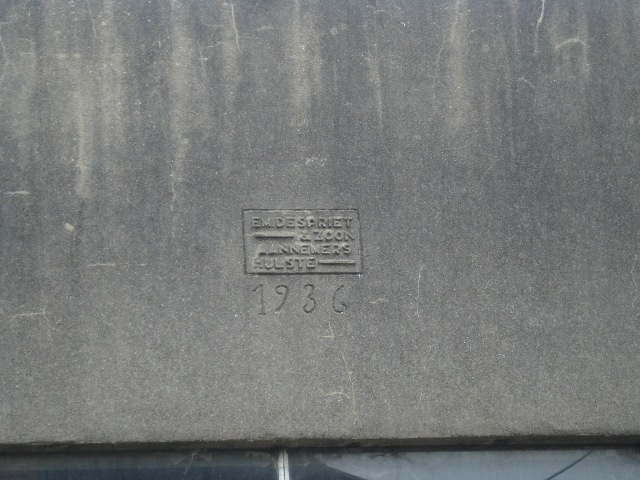 EM. DESPRIET
& ZOON
AANNEMERS
HULSTE
1936